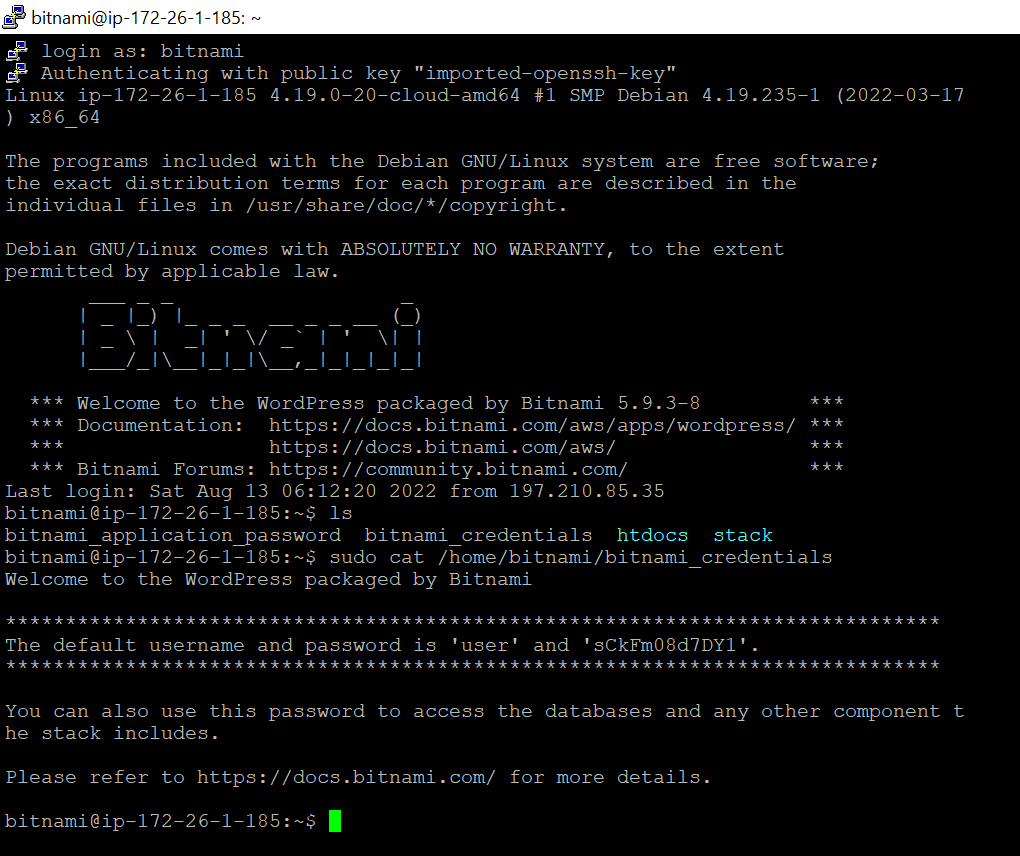 bitnami@ip-172-26-1-185: ~
login as: bitnami
Authenticating with public key "imported-openssh-key"
Linux ip-172-26-1-185 4.19.0-20-cloud-amd64 #1 SMP Debian 4.19.235-1 (2022-03-17
) x86_64
The programs included with the Debian GNU/Linux system are free software;
the exact distribution terms for each program are described in the
individual files in /usr/share/doc/*/copyright.
Debian GNU/Linux comes with ABSOLUTELY NO WARRANTY, to the extent
permitted by applicable law.
Bitnami
*** Welcome to the WordPress packaged by Bitnami 5.9.3-8 ***
*** Documentation: https://docs.bitnami.com/aws/apps/wordpress/ ***
*** https://docs.bitnami.com/aws/ ***
*** Bitnami Forums: https://community.bitnami.com/ ***
Last login: Sat Aug 13 06:12:20 2022 from 197.210.85.35
bitnami@ip-172-26-1-185:~$ ls
bitnami_application_password bitnami_credentials htdocs stack
bitnami@ip-172-26-1-185:~$ sudo cat /home/bitnami/bitnami_credentials
Welcome to the WordPress packaged by Bitnami
******************************************************************************
The default username and password is 'user' and 'sCkFm08d7DY1'.
******************************************************************************
You can also use this password to access the databases and any other component t
he stack includes.
Please refer to https://docs.bitnami.com/ for more details.
bitnami@ip-172-26-1-185:~$